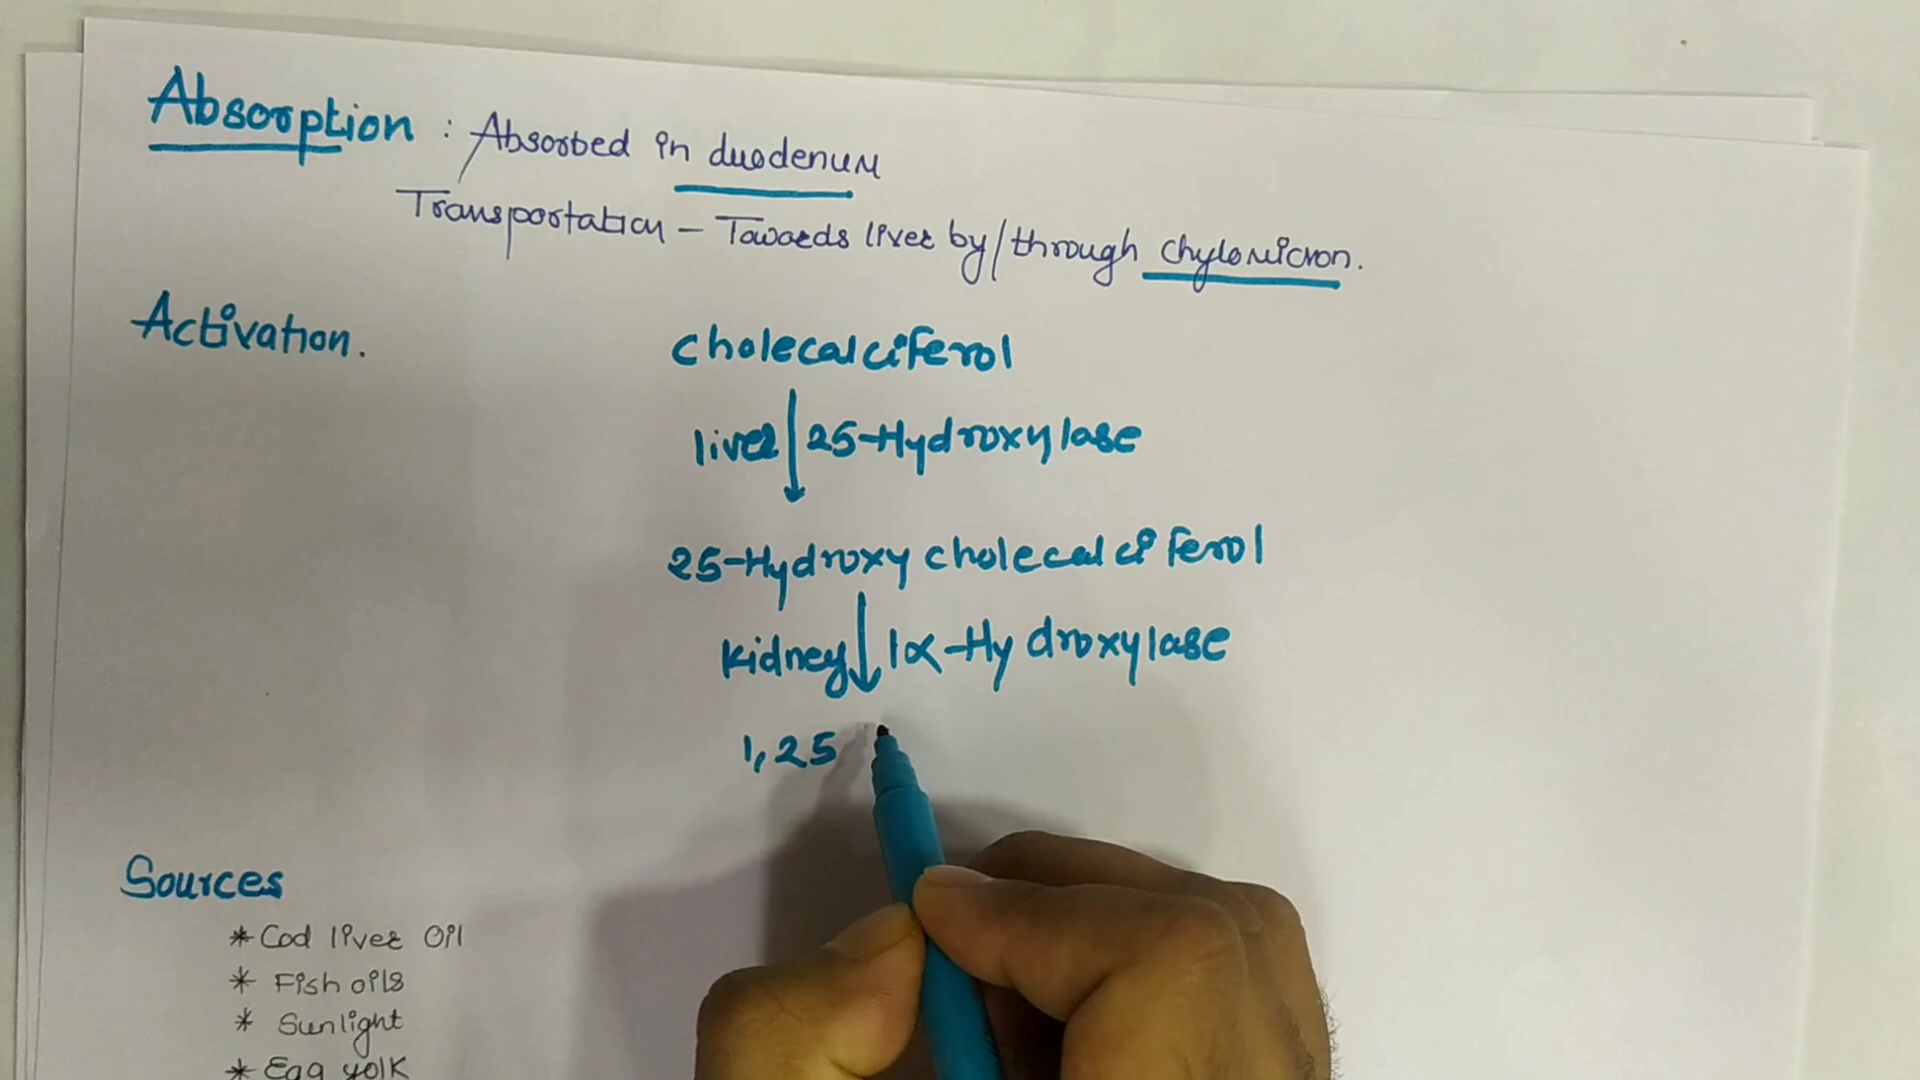 Absorption : Absorbed in duodenum
Transportation – Towards liver by/through chylomicron.
Activation.
cholecalciferol
liver 25-Hydroxylase
25-Hydroxy cholecalciferol
Kidney 1α-Hydroxylase
1,25
Sources
* Cod liver oil
* Fish oils
* Sunlight
* Egg yolk